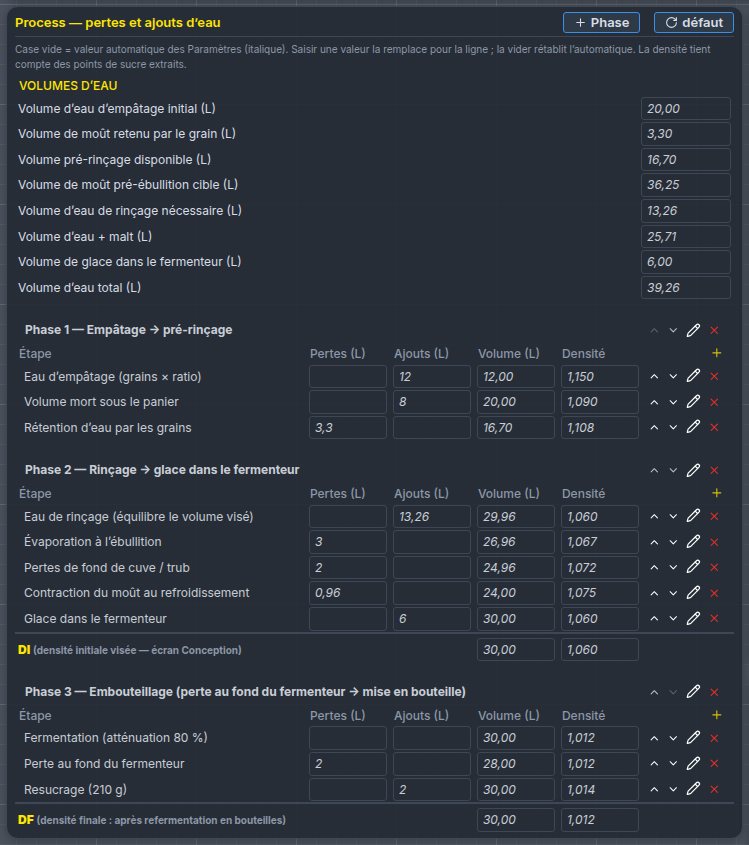 Process — pertes et ajouts d’eau + Phase défaut
Case vide = valeur automatique des Paramètres (italique). Saisir une valeur la remplace pour la ligne ; la vider rétablit l’automatique. La densité tient
compte des points de sucre extraits.
VOLUMES D’EAU
Volume d’eau d’empâtage initial (L) 20,00
Volume de moût retenu par le grain (L) 3,30
Volume pré-rinçage disponible (L) 16,70
Volume de moût pré-ébullition cible (L) 36,25
Volume d’eau de rinçage nécessaire (L) 13,26
Volume d’eau + malt (L) 25,71
Volume de glace dans le fermenteur (L) 6,00
Volume d’eau total (L) 39,26
Phase 1 — Empâtage → pré-rinçage
Étape Pertes (L) Ajouts (L) Volume (L) Densité +
Eau d’empâtage (grains × ratio) 12 12,00 1,150
Volume mort sous le panier 8 20,00 1,090
Rétention d’eau par les grains 3,3 16,70 1,108
Phase 2 — Rinçage → glace dans le fermenteur
Étape Pertes (L) Ajouts (L) Volume (L) Densité +
Eau de rinçage (équilibre le volume visé) 13,26 29,96 1,060
Évaporation à l’ébullition 3 26,96 1,067
Pertes de fond de cuve / trub 2 24,96 1,072
Contraction du moût au refroidissement 0,96 24,00 1,075
Glace dans le fermenteur 6 30,00 1,060
DI (densité initiale visée — écran Conception) 30,00 1,060
Phase 3 — Embouteillage (perte au fond du fermenteur → mise en bouteille)
Étape Pertes (L) Ajouts (L) Volume (L) Densité +
Fermentation (atténuation 80 %) 30,00 1,012
Perte au fond du fermenteur 2 28,00 1,012
Resucrage (210 g) 2 30,00 1,014
DF (densité finale : après refermentation en bouteilles) 30,00 1,012